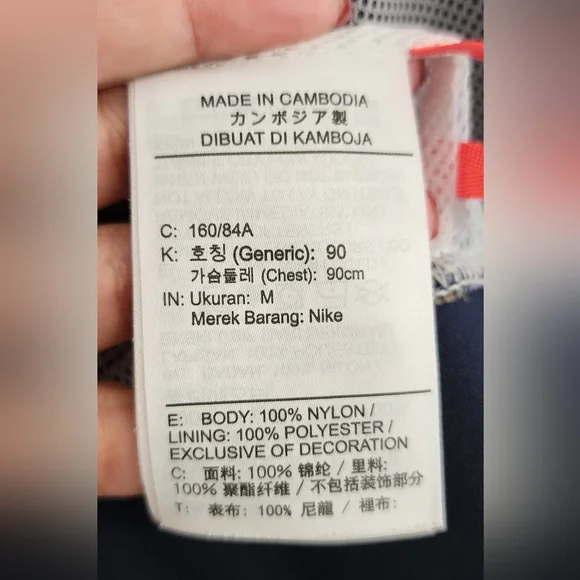 MADE IN CAMBODIA
カンボジア製
DIBUAT DI KAMBOJA
C: 160/84A
K: 호칭 (Generic): 90
가슴둘레 (Chest): 90cm
IN: Ukuran: M
Merek Barang: Nike
E: BODY: 100% NYLON /
LINING: 100% POLYESTER /
EXCLUSIVE OF DECORATION
C: 面料: 100% 锦纶 / 里料:
100% 聚酯纤维 / 不包括装饰部分
T: 表布: 100% 尼龍 / 裡布: